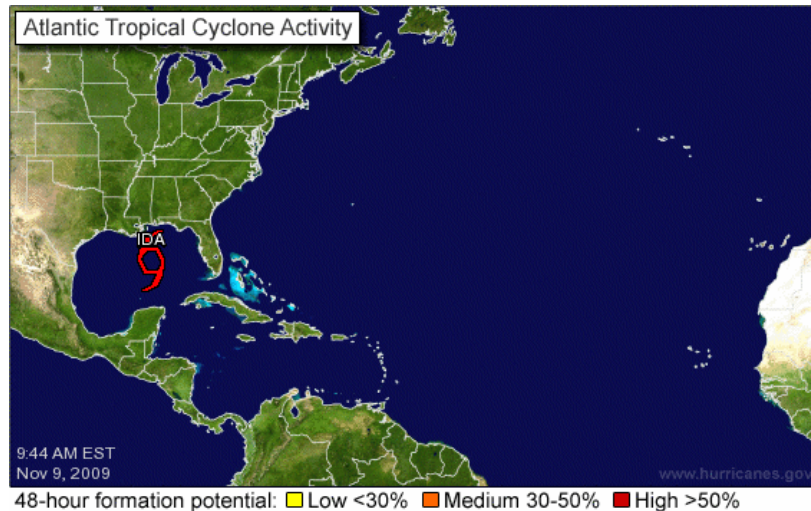 Atlantic Tropical Cyclone Activity
IDA
9:44 AM EST
Nov 9, 2009
www.hurricanes.gov
48-hour formation potential: Low <30% Medium 30-50% High >50%